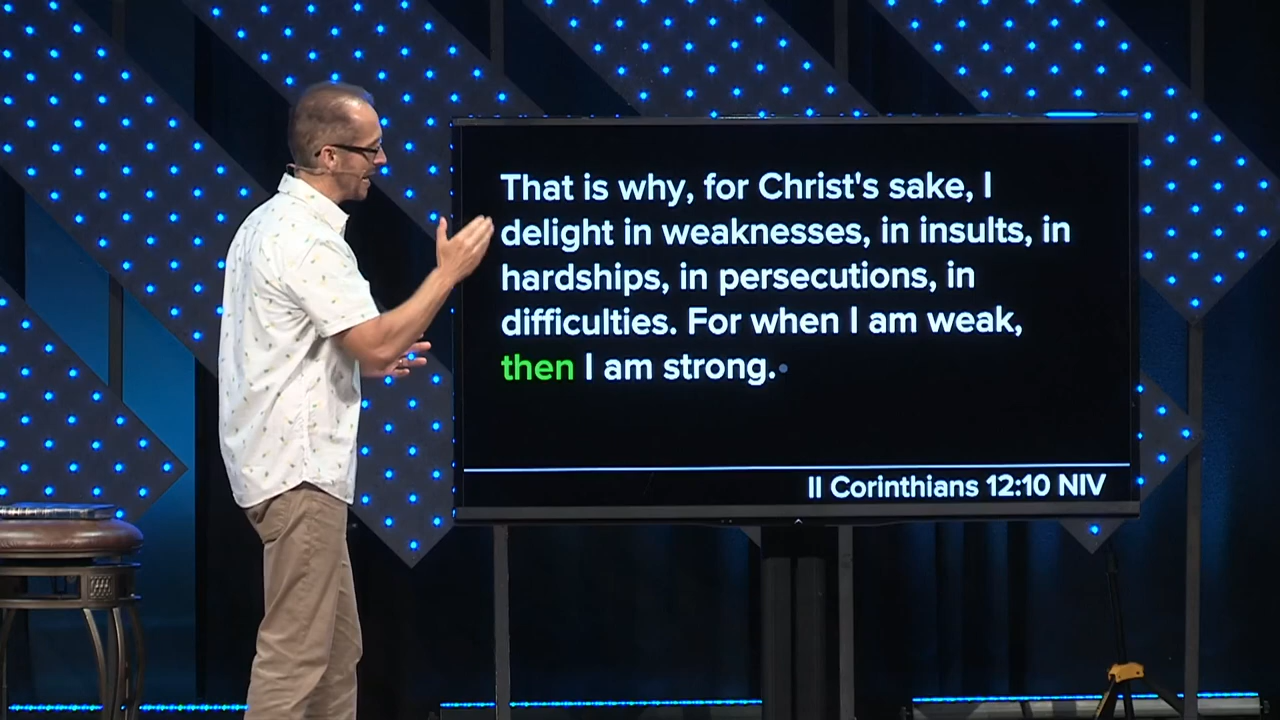 That is why, for Christ's sake, I
delight in weaknesses, in insults, in
hardships, in persecutions, in
difficulties. For when I am weak,
then I am strong.
II Corinthians 12:10 NIV